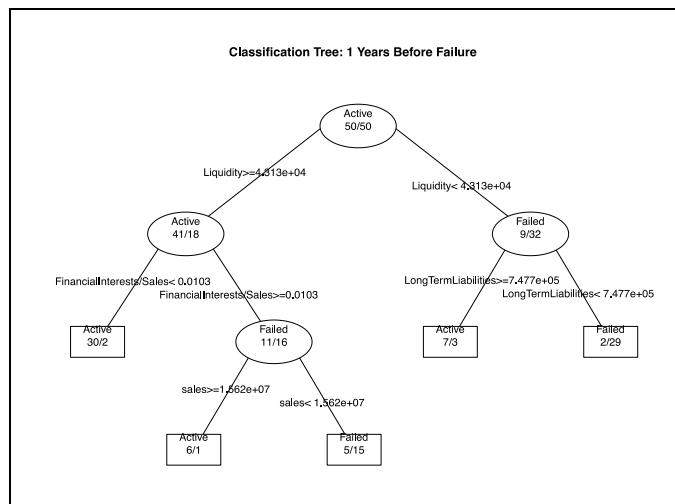 Classification Tree: 1 Years Before Failure
Active
50/50
Liquidity>=4.313e+04
Liquidity< 4.313e+04
Active
41/18
Failed
9/32
FinancialInterests/Sales< 0.0103
FinancialInterests/Sales>=0.0103
LongTermLiabilities>=7.477e+05
LongTermLiabilities< 7.477e+05
Active
30/2
Failed
11/16
Active
7/3
Failed
2/29
sales>=1.562e+07
sales< 1.562e+07
Active
6/1
Failed
5/15